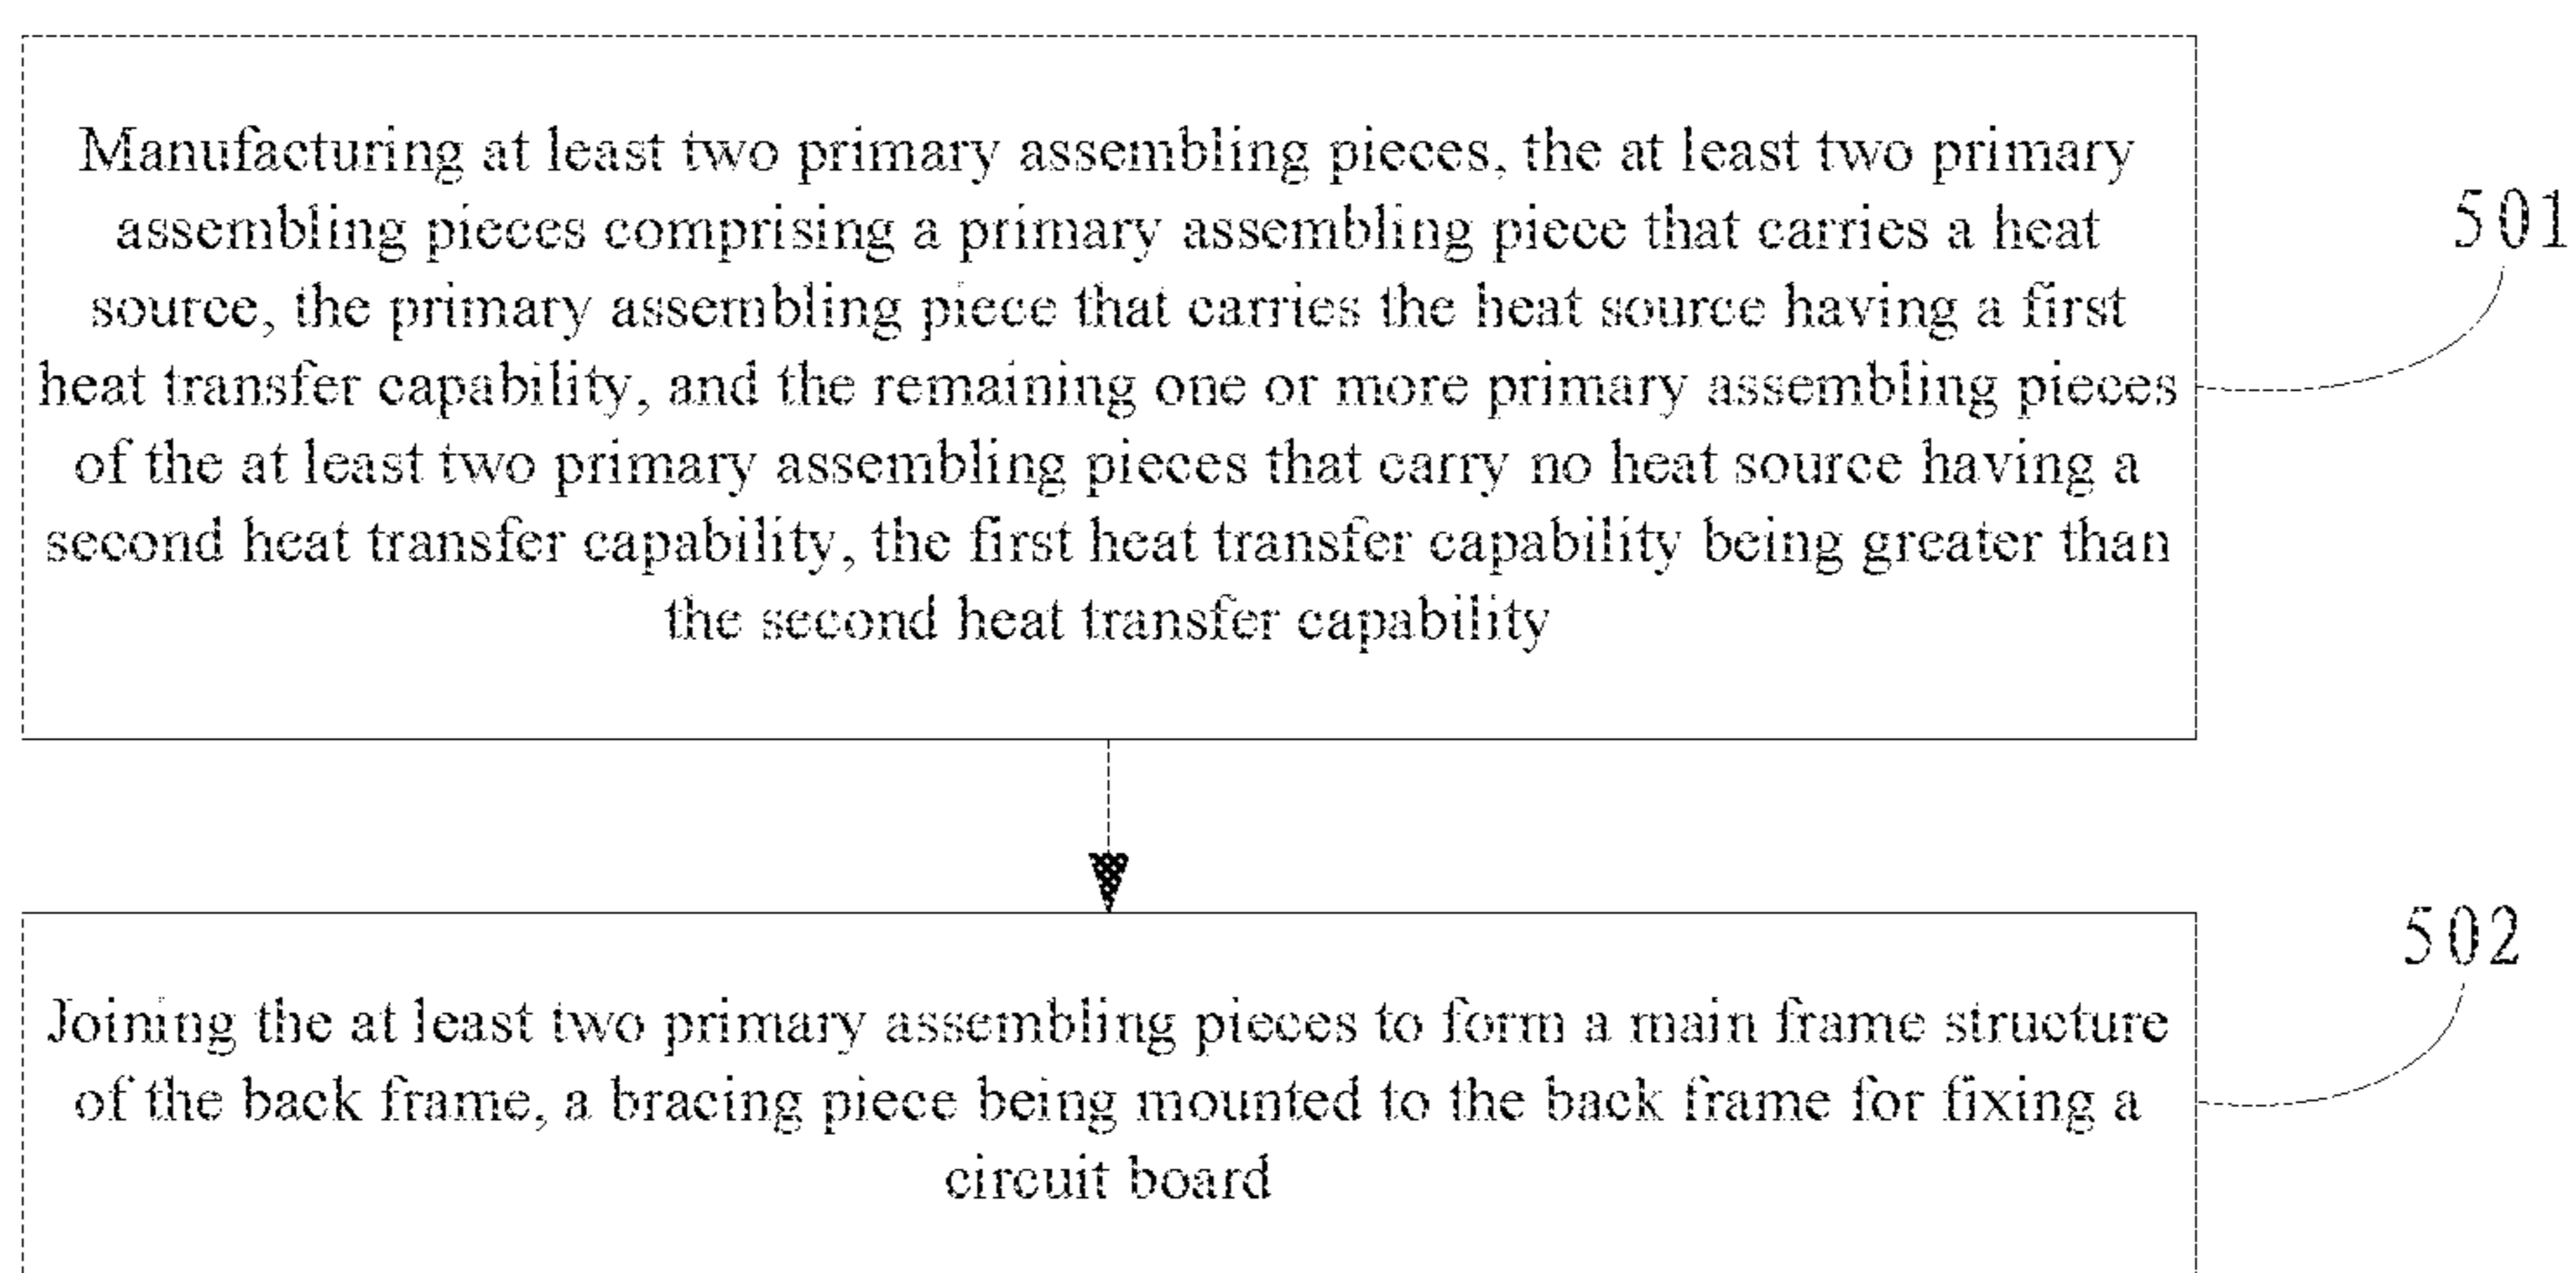 Manufacturing at least two primary assembling pieces, the at least two primary
assembling pieces comprising a primary assembling piece that carries a heat
source, the primary assembling piece that carries the heat source having a first
heat transfer capability, and the remaining one or more primary assembling pieces
of the at least two primary assembling pieces that carry no heat source having a
second heat transfer capability, the first heat transfer capability being greater than
the second heat transfer capability
501
Joining the at least two primary assembling pieces to form a main frame structure
of the back frame, a bracing piece being mounted to the back frame for fixing a
circuit board
502